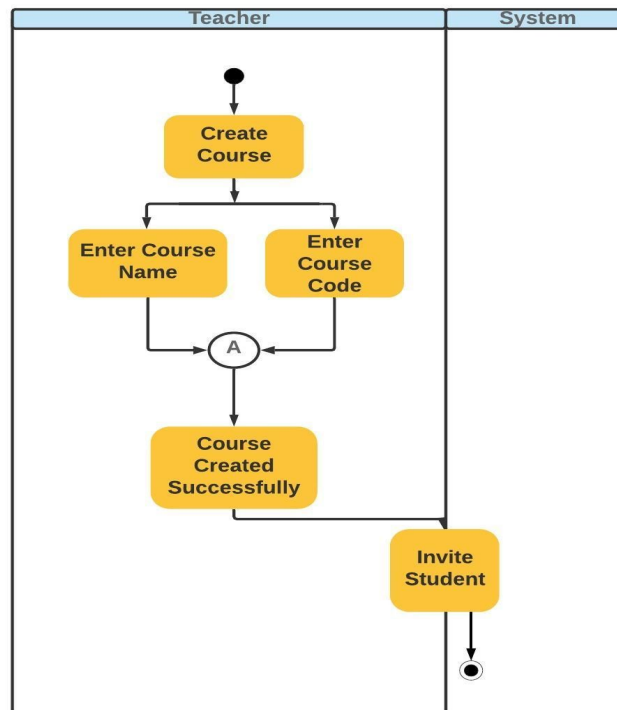 Teacher
System
Create
Course
Enter Course
Name
Enter
Course
Code
A
Course
Created
Successfully
Invite
Student